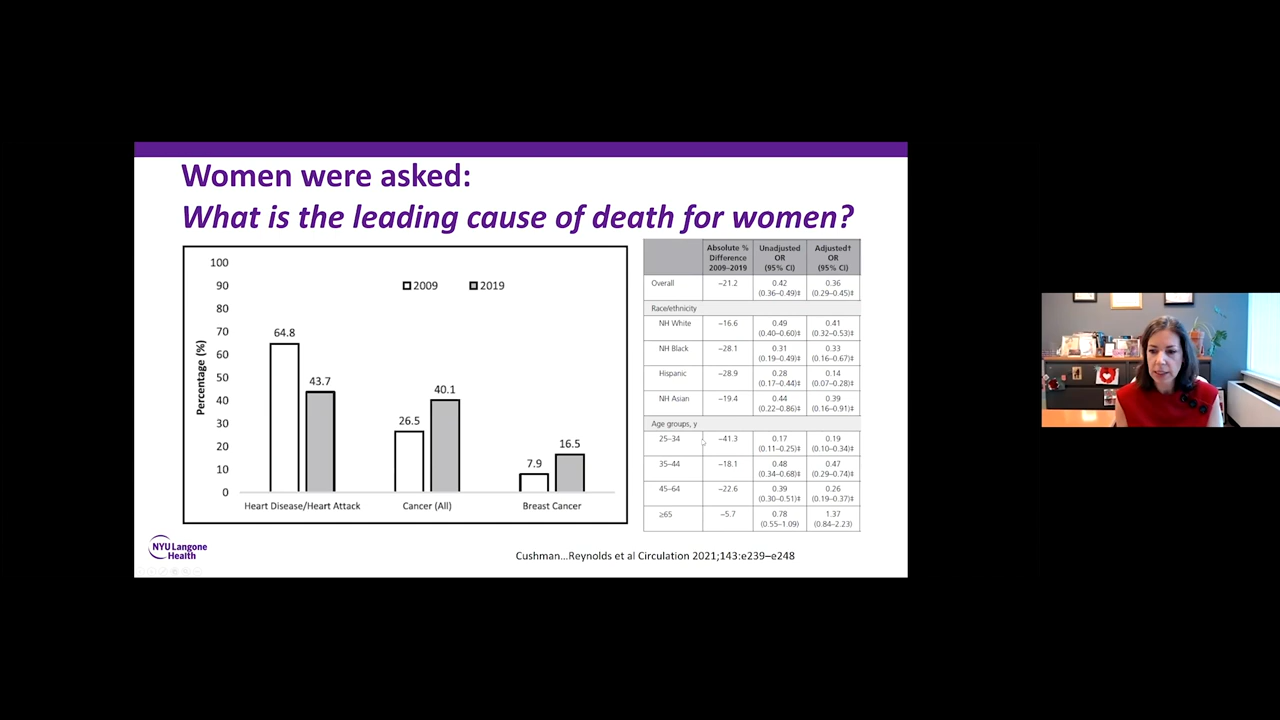 Women were asked:
What is the leading cause of death for women?
100
90
80
70
60
50
40
30
20
10
0
Percentage (%)
2009
2019
64.8
43.7
26.5
40.1
7.9
16.5
Heart Disease/Heart Attack
Cancer (All)
Breast Cancer
Absolute % Unadjusted Adjusted†
Difference OR OR
2009–2019 (95% CI) (95% CI)
Overall –21.2 0.42 0.36
(0.36–0.49)‡ (0.29–0.45)‡
Race/ethnicity
NH White –16.6 0.49 0.41
(0.40–0.60)‡ (0.32–0.53)‡
NH Black –28.1 0.31 0.33
(0.19–0.49)‡ (0.16–0.67)‡
Hispanic –28.9 0.28 0.14
(0.17–0.44)‡ (0.07–0.28)‡
NH Asian –19.4 0.44 0.39
(0.22–0.86)‡ (0.16–0.91)‡
Age groups, y
25–34 –41.3 0.17 0.19
(0.11–0.25)‡ (0.10–0.34)‡
35–44 –18.1 0.48 0.47
(0.34–0.68)‡ (0.29–0.74)‡
45–64 –22.6 0.39 0.26
(0.30–0.51)‡ (0.19–0.37)‡
≥65 –5.7 0.78 1.37
(0.55–1.09) (0.84–2.23)
NYU Langone
Health
Cushman...Reynolds et al Circulation 2021;143:e239–e248